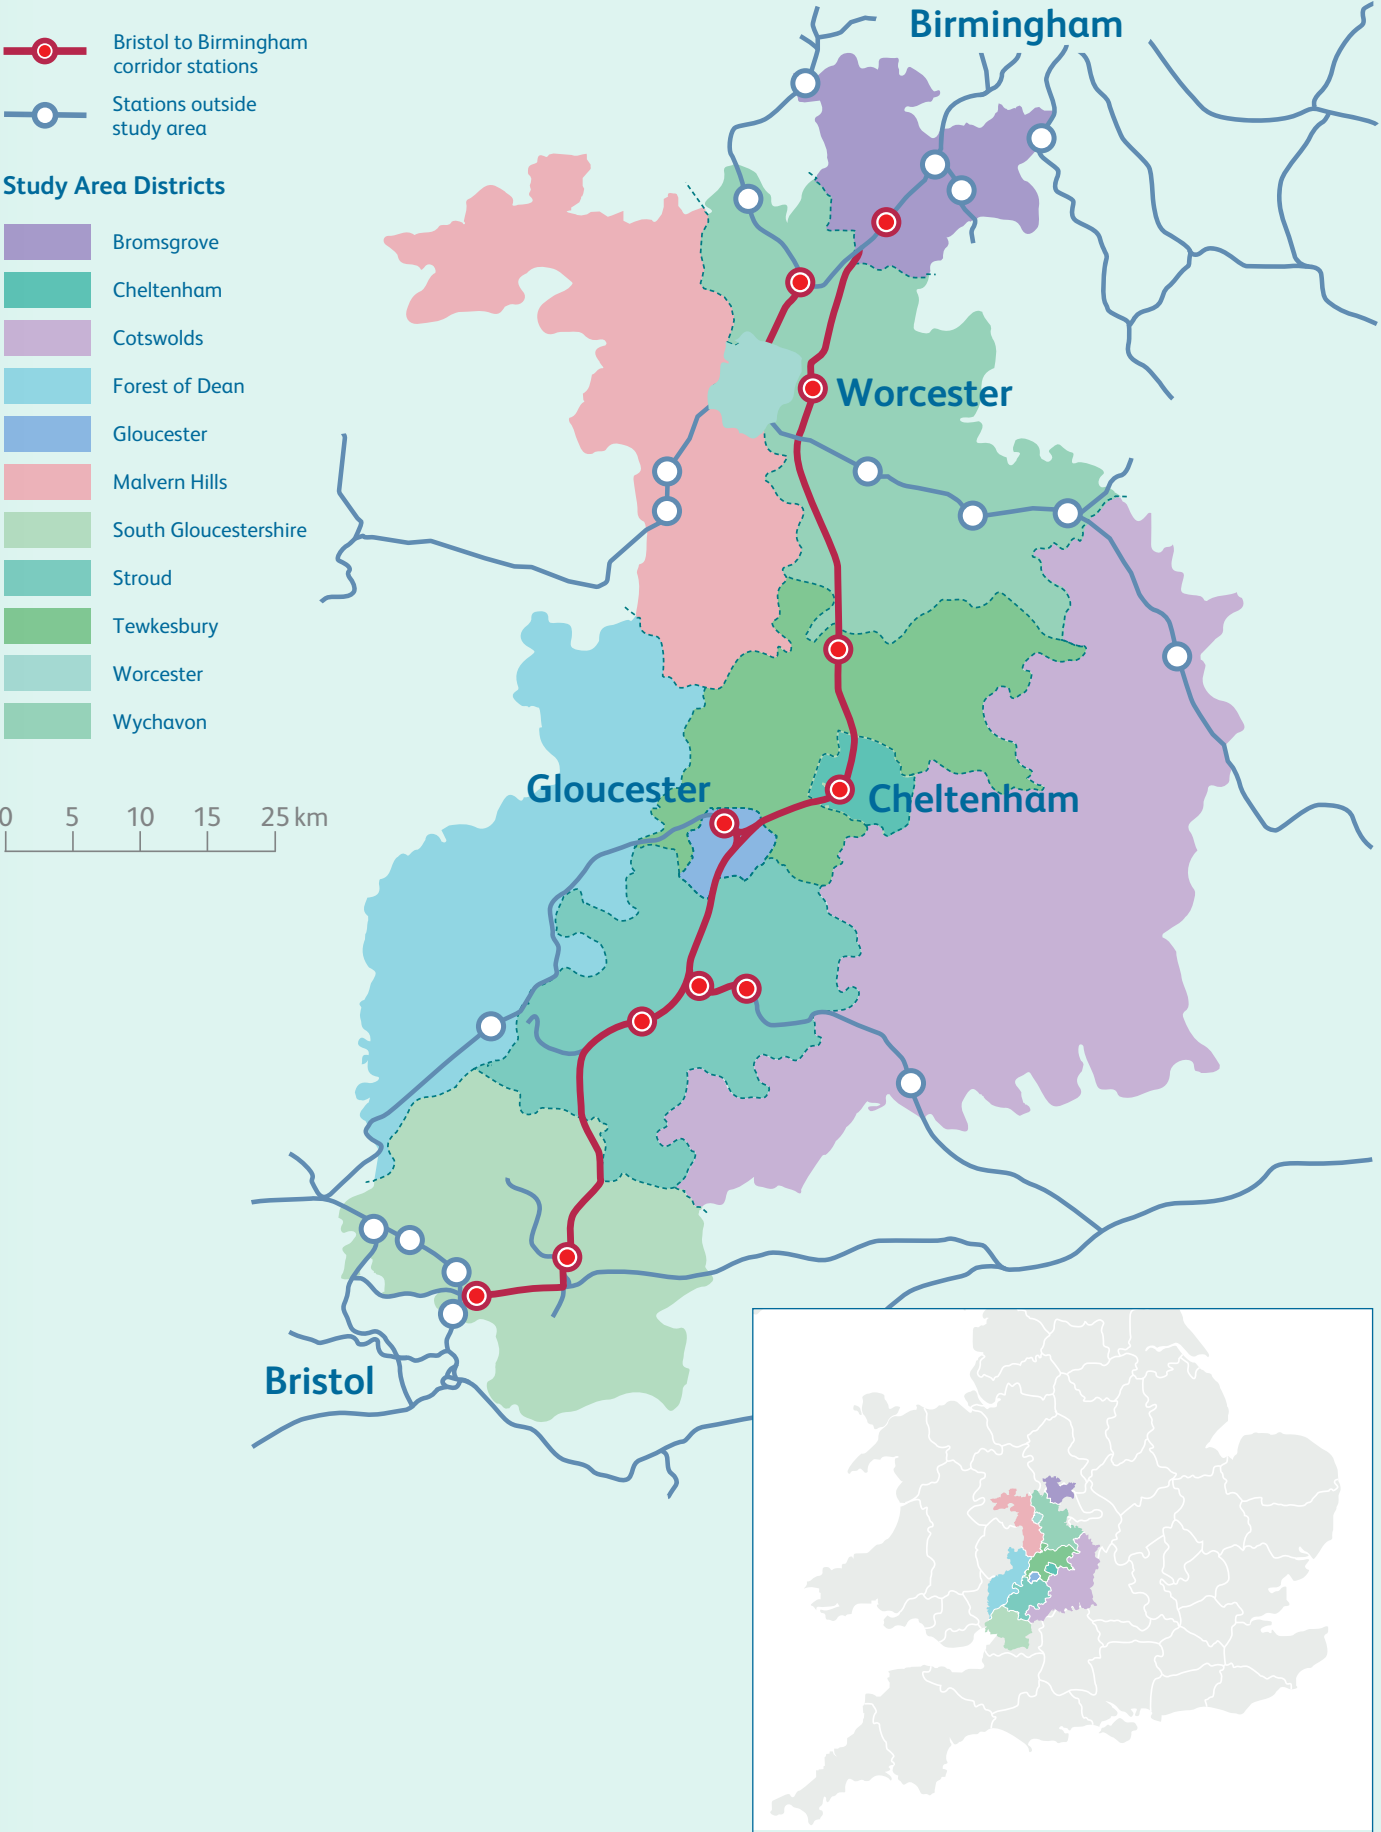 Birmingham
Bristol to Birmingham
corridor stations
Stations outside
study area
Study Area Districts
Bromsgrove
Cheltenham
Cotswolds
Forest of Dean
Gloucester
Malvern Hills
South Gloucestershire
Stroud
Tewkesbury
Worcester
Wychavon
Worcester
Gloucester
Cheltenham
0 5 10 15 25 km
Bristol